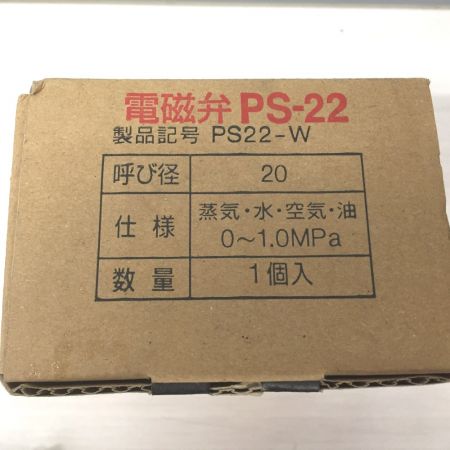 電磁弁 PS-22
製品記号 PS22-W
呼び径 20
仕様 蒸気・水・空気・油
0〜1.0MPa
数量 1個入